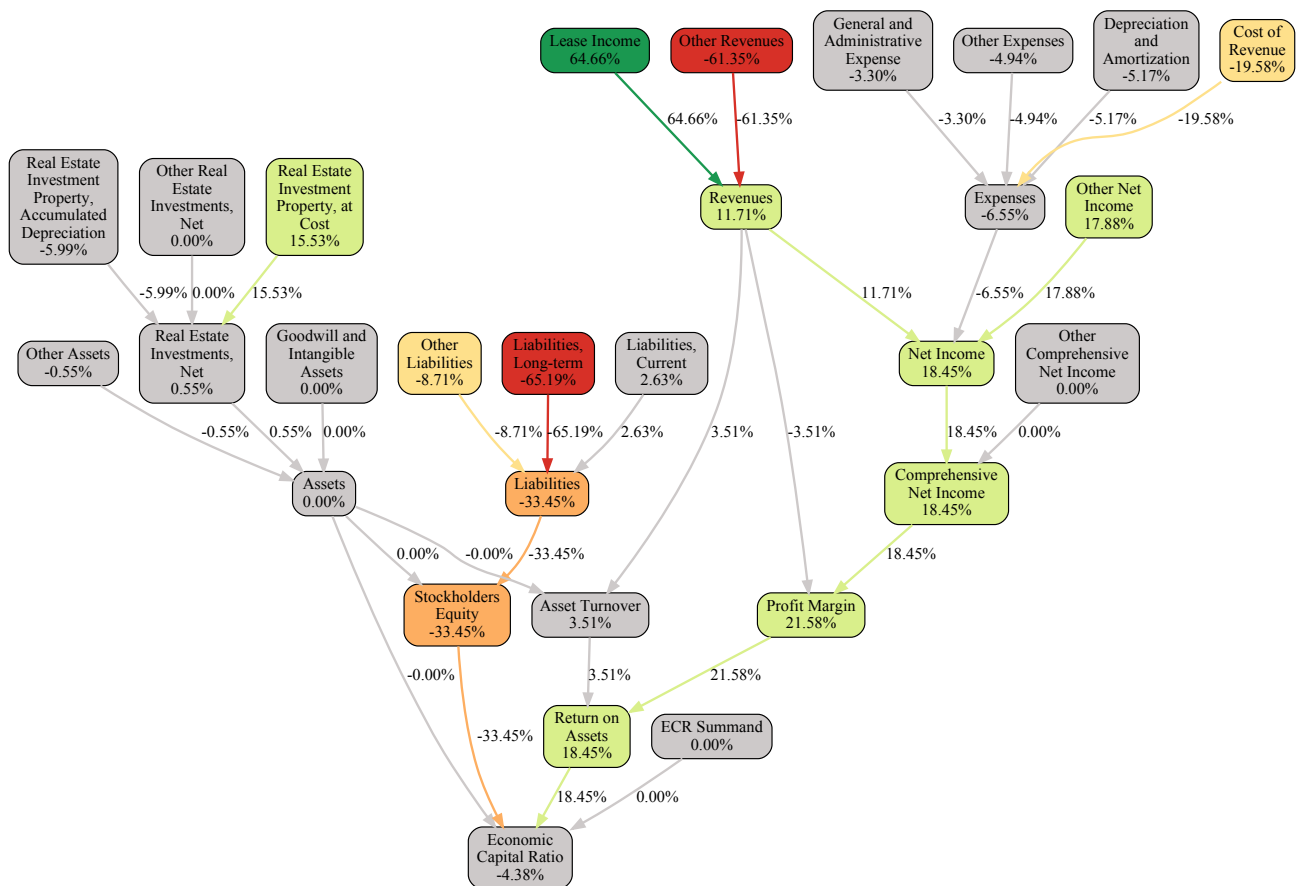 Lease Income
64.66%
Other Revenues
-61.35%
General and
Administrative
Expense
-3.30%
Other Expenses
-4.94%
Depreciation
and
Amortization
-5.17%
Cost of
Revenue
-19.58%
64.66%
-61.35%
-3.30%
-4.94%
-5.17%
-19.58%
Real Estate
Investment
Property,
Accumulated
Depreciation
-5.99%
Other Real
Estate
Investments,
Net
0.00%
Real Estate
Investment
Property, at
Cost
15.53%
Revenues
11.71%
Expenses
-6.55%
Other Net
Income
17.88%
-5.99%
0.00%
15.53%
11.71%
-6.55%
17.88%
Other Assets
-0.55%
Real Estate
Investments,
Net
0.55%
Goodwill and
Intangible
Assets
0.00%
Other
Liabilities
-8.71%
Liabilities,
Long-term
-65.19%
Liabilities,
Current
2.63%
Net Income
18.45%
Other
Comprehensive
Net Income
0.00%
-0.55%
0.55%
0.00%
-8.71%
-65.19%
2.63%
3.51%
-3.51%
18.45%
0.00%
Assets
0.00%
Liabilities
-33.45%
Comprehensive
Net Income
18.45%
0.00%
-0.00%
-33.45%
18.45%
Stockholders
Equity
-33.45%
Asset Turnover
3.51%
Profit Margin
21.58%
-0.00%
3.51%
21.58%
Return on
Assets
18.45%
ECR Summand
0.00%
-33.45%
18.45%
0.00%
Economic
Capital Ratio
-4.38%